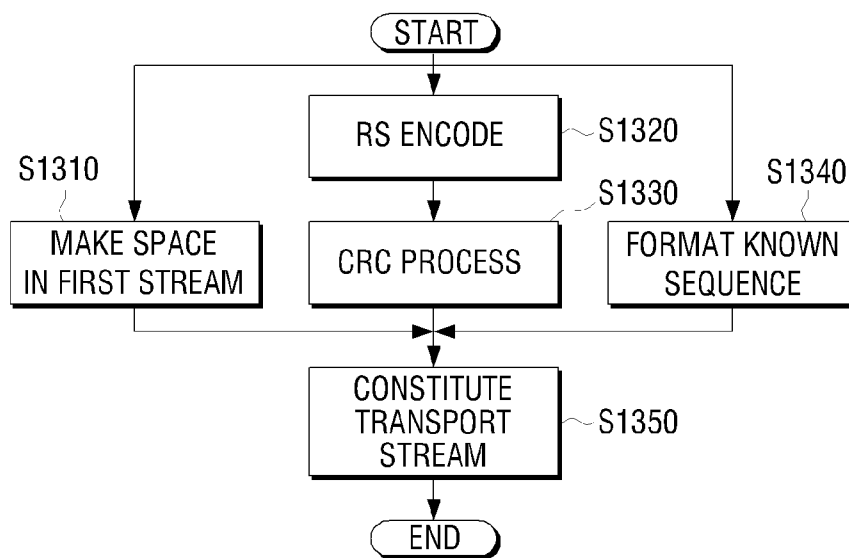 START
RS ENCODE
S1320
S1310
S1330
S1340
MAKE SPACE
IN FIRST STREAM
CRC PROCESS
FORMAT KNOWN
SEQUENCE
CONSTITUTE
TRANSPORT
STREAM
S1350
END